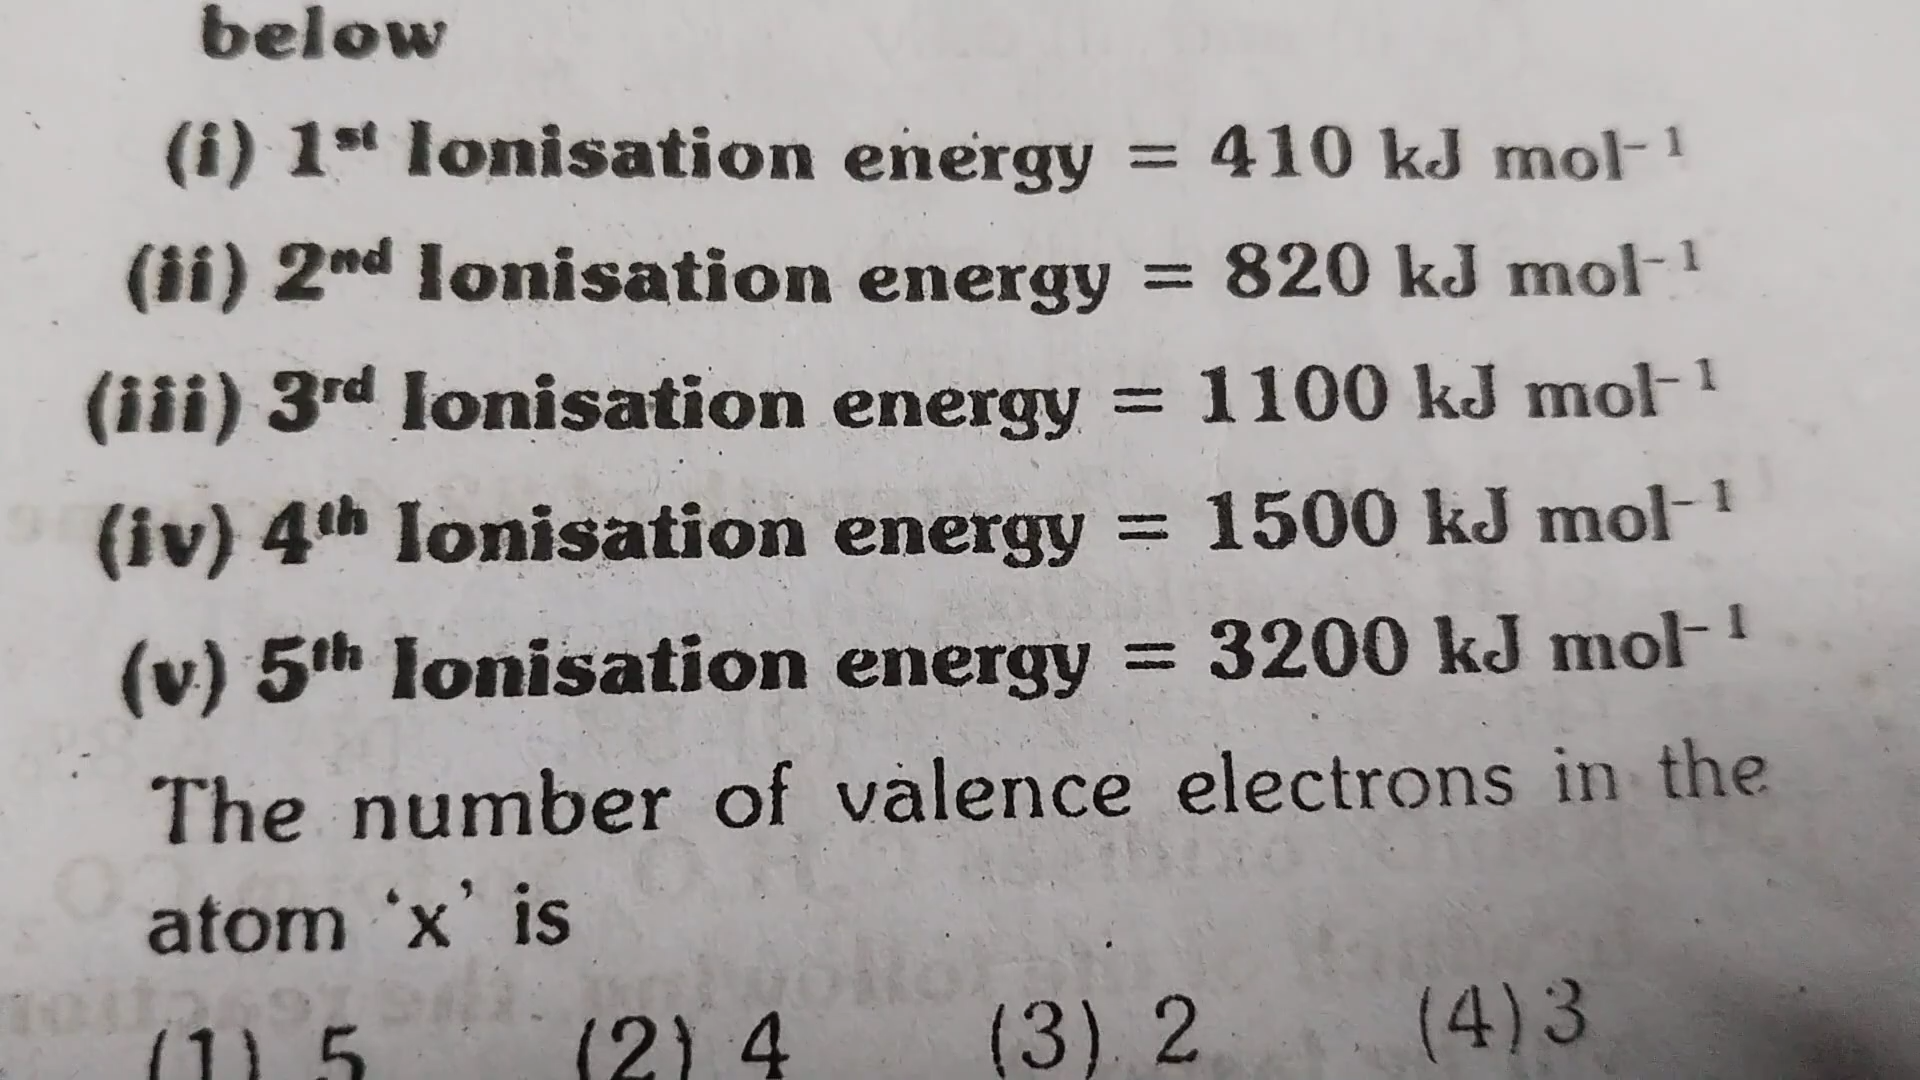 below
(i) 1st Ionisation energy = 410 kJ mol⁻¹
(ii) 2nd Ionisation energy = 820 kJ mol⁻¹
(iii) 3rd Ionisation energy = 1100 kJ mol⁻¹
(iv) 4th Ionisation energy = 1500 kJ mol⁻¹
(v) 5th Ionisation energy = 3200 kJ mol⁻¹
The number of valence electrons in the
atom ‘x’ is
(1) 5 (2) 4 (3) 2 (4) 3